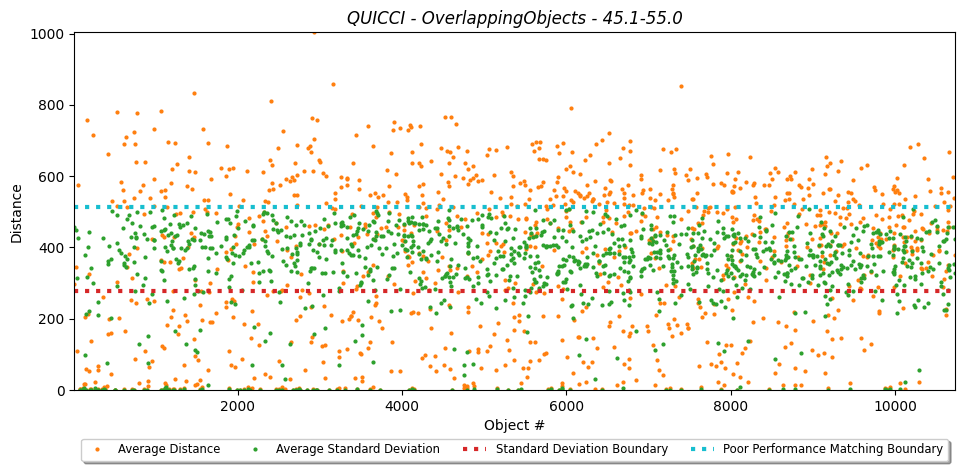 QUICCI - OverlappingObjects - 45.1-55.0
1000
800
600
400
200
0
Distance
2000 4000 6000 8000 10000
Object #
Average Distance Average Standard Deviation Standard Deviation Boundary Poor Performance Matching Boundary